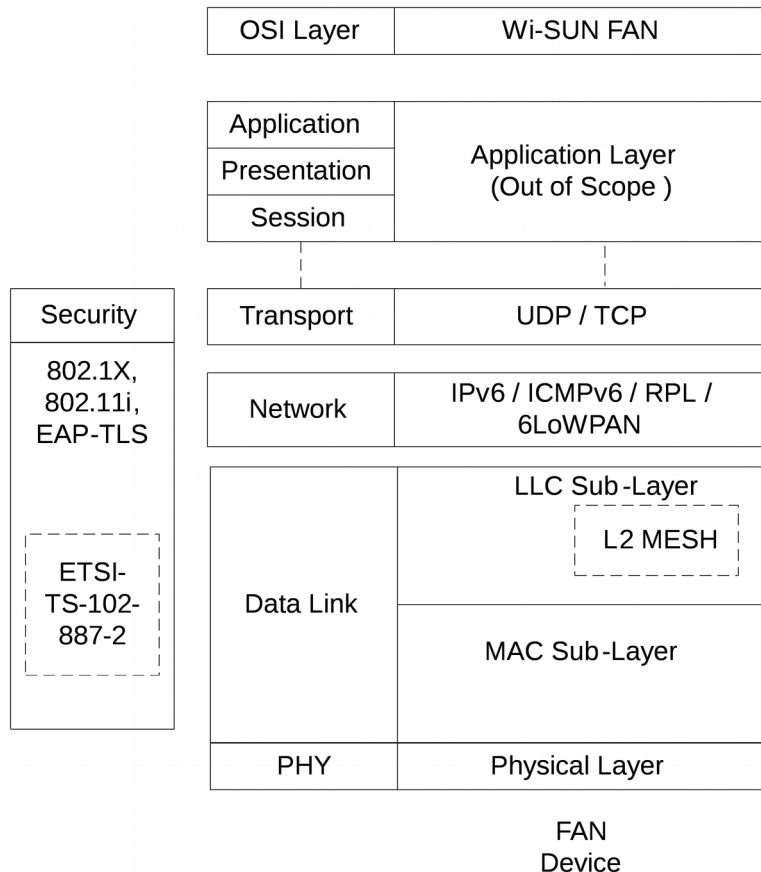 OSI Layer
Wi-SUN FAN
Application
Presentation
Session
Application Layer
(Out of Scope )
Security
802.1X,
802.11i,
EAP-TLS
ETSI-
TS-102-
887-2
Transport
UDP / TCP
Network
IPv6 / ICMPv6 / RPL /
6LoWPAN
Data Link
LLC Sub-Layer
L2 MESH
MAC Sub-Layer
PHY
Physical Layer
FAN
Device